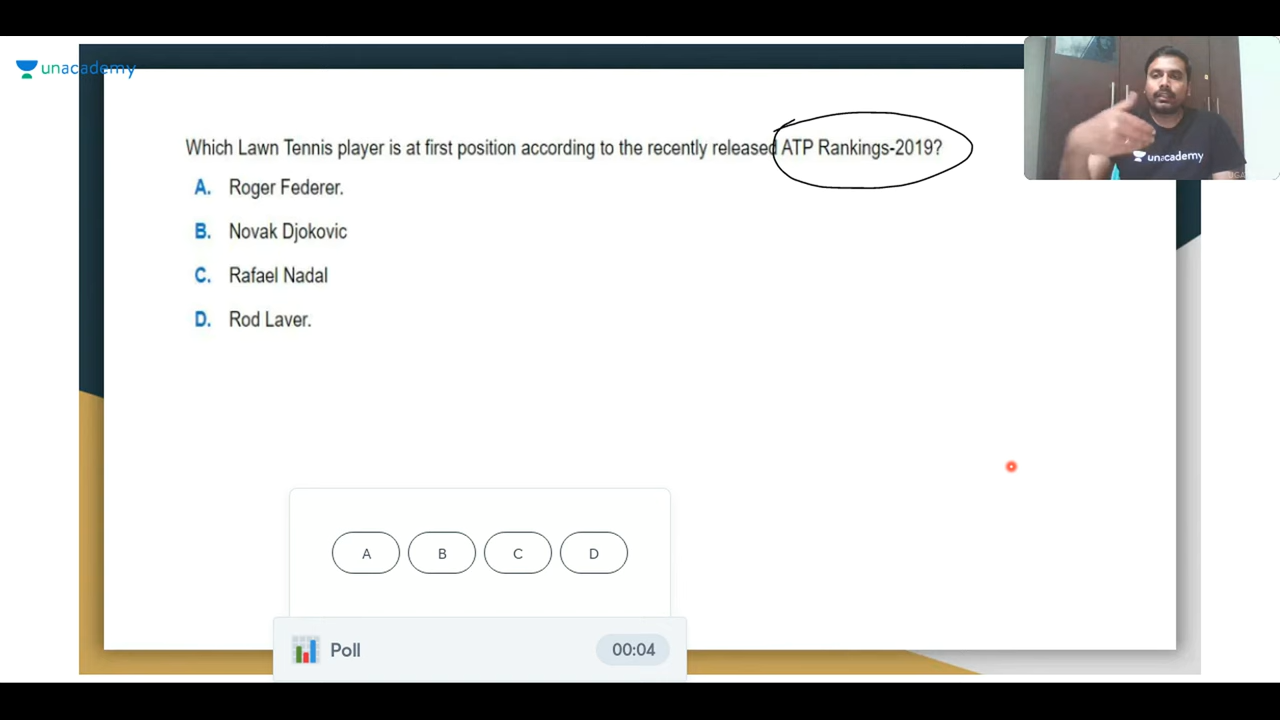 unacademy
Which Lawn Tennis player is at first position according to the recently released ATP Rankings-2019?
A. Roger Federer.
B. Novak Djokovic
C. Rafael Nadal
D. Rod Laver.
unacademy
A B C D
Poll 00:04